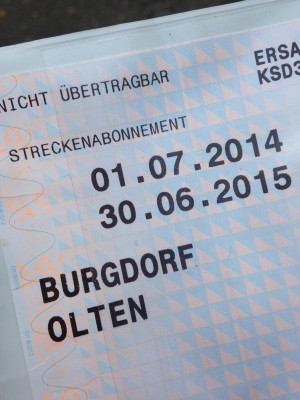 NICHT ÜBERTRAGBAR
ERSA
KSD3
STRECKENABONNEMENT
01.07.2014
30.06.2015
BURGDORF
OLTEN